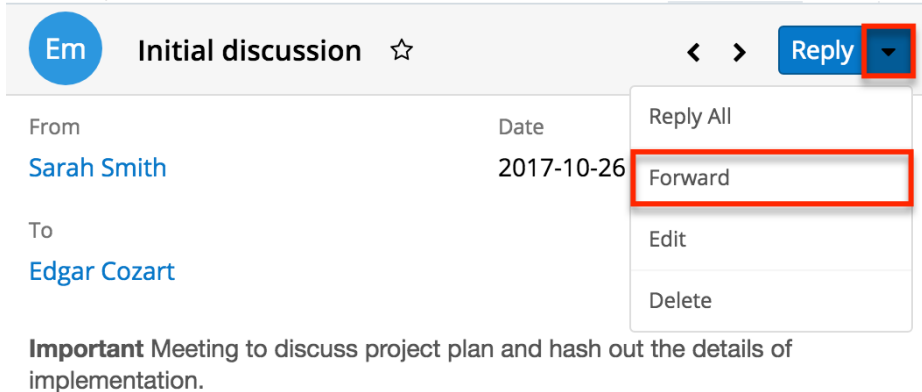 Em Initial discussion Reply
From Date
Sarah Smith 2017-10-26
To
Edgar Cozart
Reply All
Forward
Edit
Delete
Important Meeting to discuss project plan and hash out the details of
implementation.